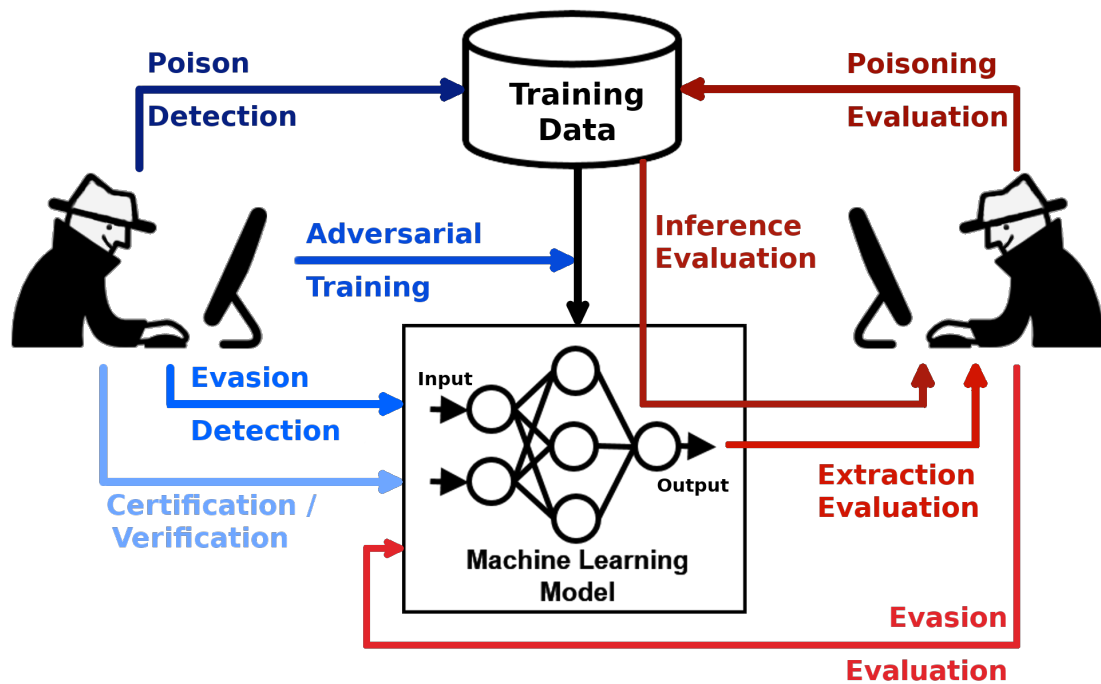 Poison
Detection
Training
Data
Poisoning
Evaluation
Adversarial
Training
Inference
Evaluation
Evasion
Detection
Certification /
Verification
Input
Output
Machine Learning
Model
Extraction
Evaluation
Evasion
Evaluation